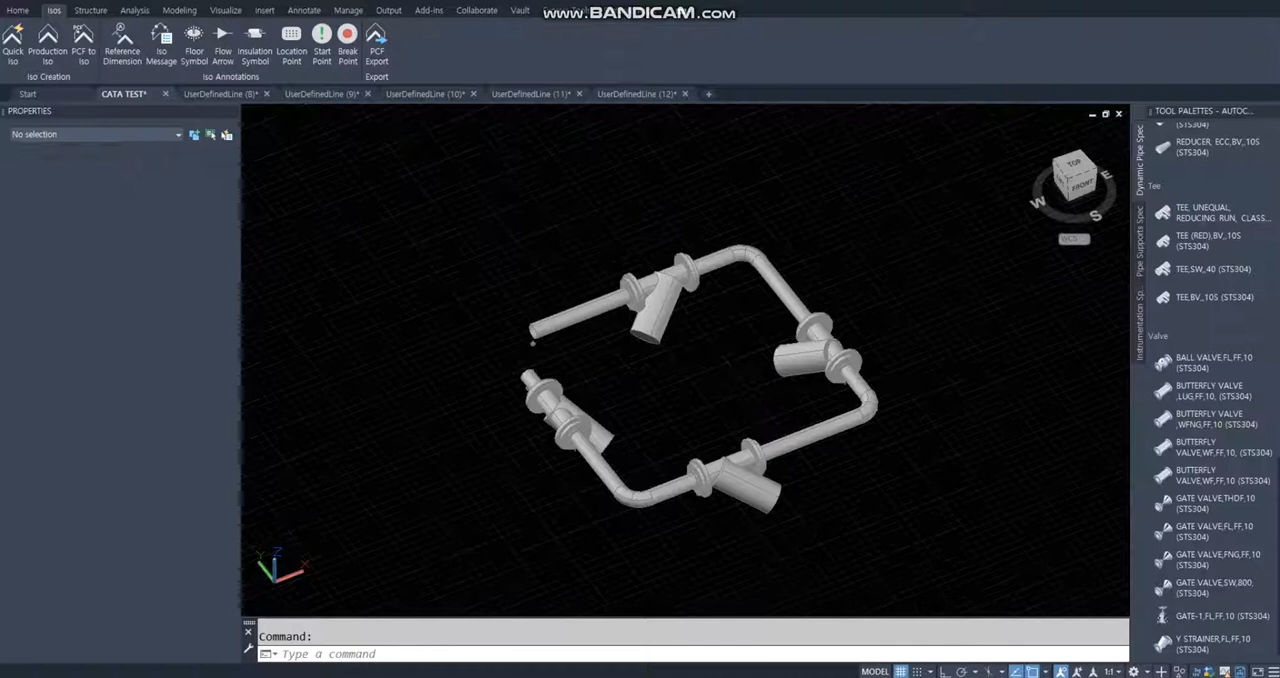 www.BANDICAM.com
Home Isos Structure Analysis Modeling Visualize Insert Annotate Manage Output Add-ins Collaborate Vault
Quick Iso
Production Iso
PCF to Iso
Reference Dimension
Iso Message
Floor Symbol
Flow Arrow
Insulation Symbol
Location Point
Start Point
Break Point
PCF Export
Iso Creation
Iso Annotations
Export
Start
CATA TEST*
UserDefinedLine (8)*
UserDefinedLine (9)*
UserDefinedLine (10)*
UserDefinedLine (11)*
UserDefinedLine (12)*
PROPERTIES
No selection
TOP
FRONT
W
S
E
WCS
Y
Z
X
Command:
Type a command
TOOL PALETTES - AUTOC...
Dynamic Pipe Spec
Pipe Supports Spec
Instrumentation Sp...
(STS304)
REDUCER, ECC,BV,,10S
(STS304)
Tee
TEE, UNEQUAL,
REDUCING RUN, CLASS...
TEE (RED),BV,,10S
(STS304)
TEE,SW,,40 (STS304)
TEE,BV,,10S (STS304)
Valve
BALL VALVE,FL,FF,10
(STS304)
BUTTERFLY VALVE
,LUG,FF,10, (STS304)
BUTTERFLY VALVE
,WFNG,FF,10 (STS304)
BUTTERFLY
VALVE,WF,FF,10, (STS304)
BUTTERFLY
VALVE,WF,FF,10 (STS304)
GATE VALVE,THDF,10
(STS304)
GATE VALVE,FL,FF,10
(STS304)
GATE VALVE,FNG,FF,10
(STS304)
GATE VALVE,SW,800,
(STS304)
GATE-1,FL,FF,10 (STS304)
Y STRAINER,FL,FF,10
(STS304)
MODEL
1:1